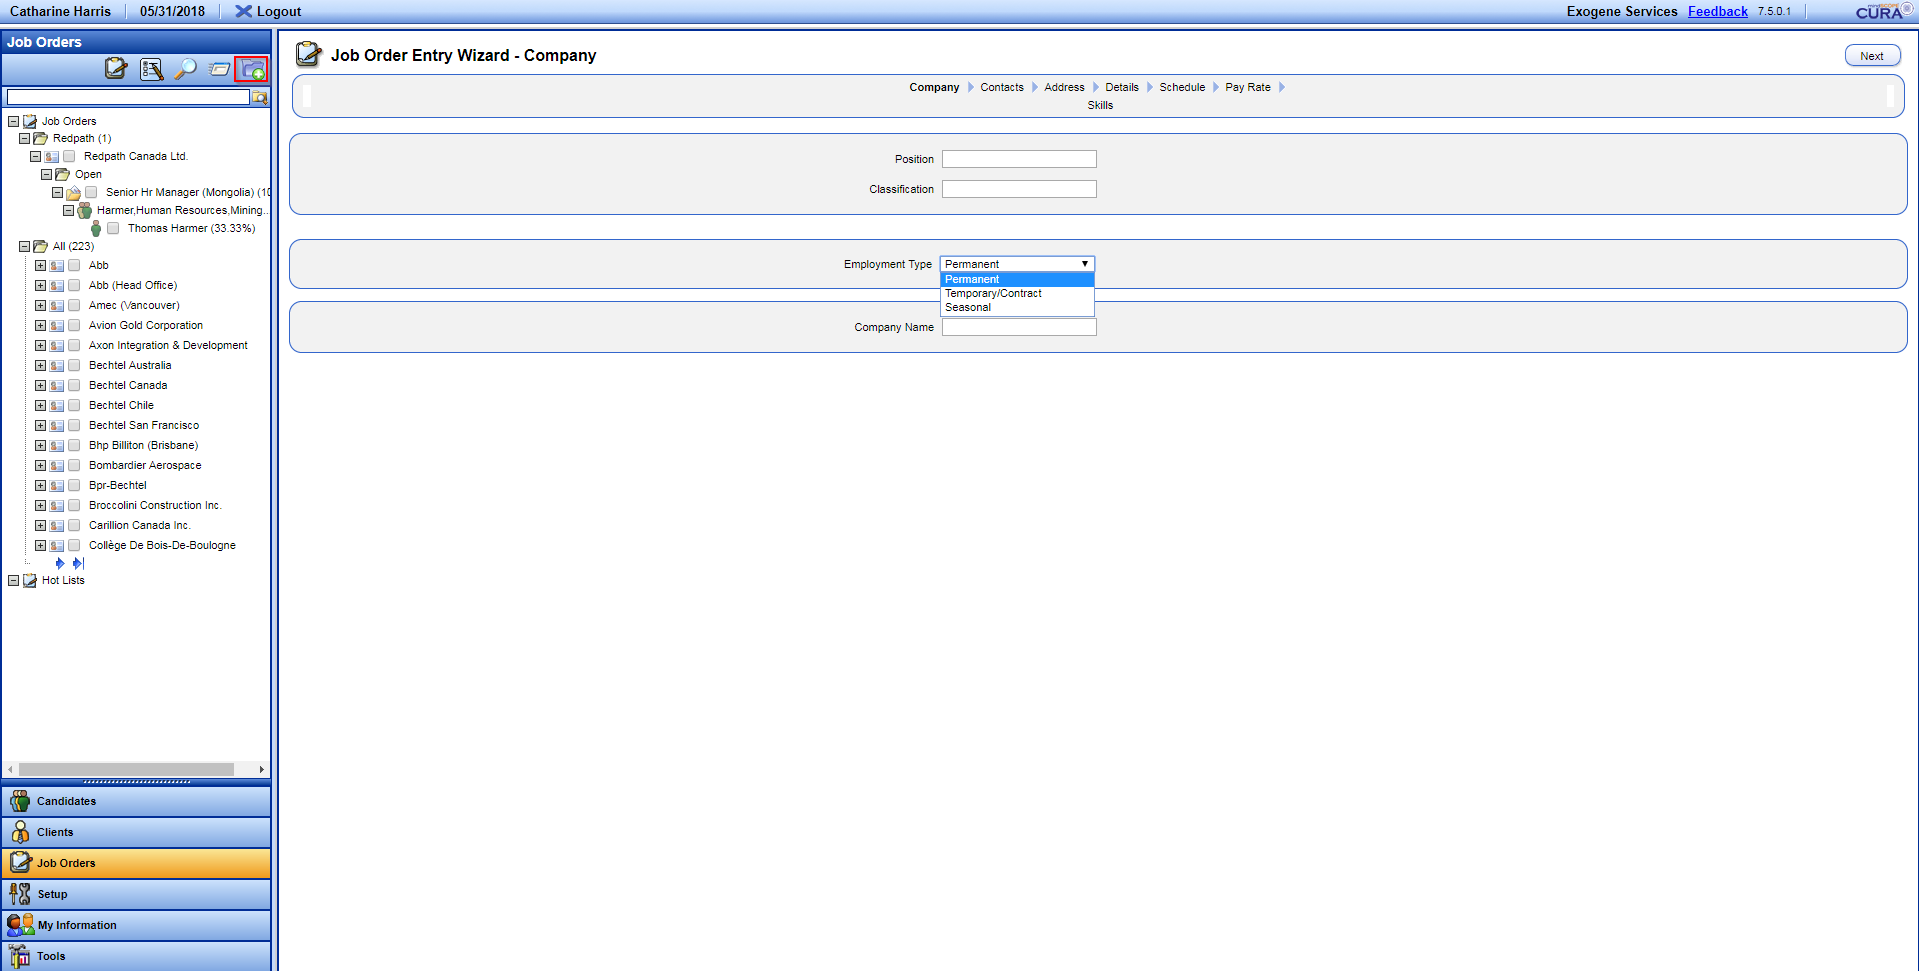 Catharine Harris 05/31/2018 Logout
Exogene Services Feedback 7.5.0.1
mindSCOPE
CURA
Job Orders
Job Orders
Redpath (1)
Redpath Canada Ltd.
Open
Senior Hr Manager (Mongolia) (10
Harmer,Human Resources,Mining...
Thomas Harmer (33.33%)
All (223)
Abb
Abb (Head Office)
Amec (Vancouver)
Avion Gold Corporation
Axon Integration & Development
Bechtel Australia
Bechtel Canada
Bechtel Chile
Bechtel San Francisco
Bhp Billiton (Brisbane)
Bombardier Aerospace
Bpr-Bechtel
Broccolini Construction Inc.
Carillion Canada Inc.
Collège De Bois-De-Boulogne
Hot Lists
Candidates
Clients
Job Orders
Setup
My Information
Tools
Job Order Entry Wizard - Company
Next
Company Contacts Address Details Schedule Pay Rate
Skills
Position
Classification
Employment Type Permanent
Permanent
Temporary/Contract
Seasonal
Company Name